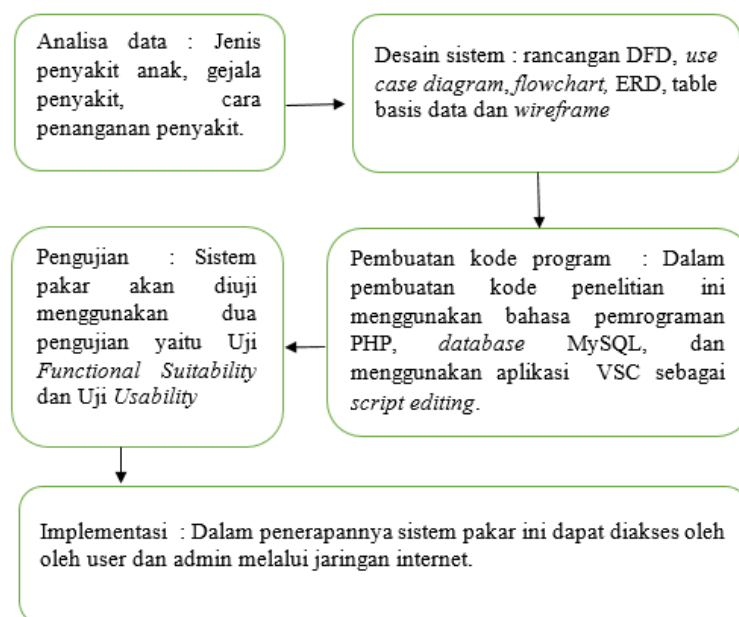 Analisa data : Jenis
penyakit anak, gejala
penyakit, cara
penanganan penyakit.
Desain sistem : rancangan DFD, use
case diagram, flowchart, ERD, table
basis data dan wireframe
Pembuatan kode program : Dalam
pembuatan kode penelitian ini
menggunakan bahasa pemrograman
PHP, database MySQL, dan
menggunakan aplikasi VSC sebagai
script editing.
Pengujian : Sistem
pakar akan diuji
menggunakan dua
pengujian yaitu Uji
Functional Suitability
dan Uji Usability
Implementasi : Dalam penerapannya sistem pakar ini dapat diakses oleh
oleh user dan admin melalui jaringan internet.